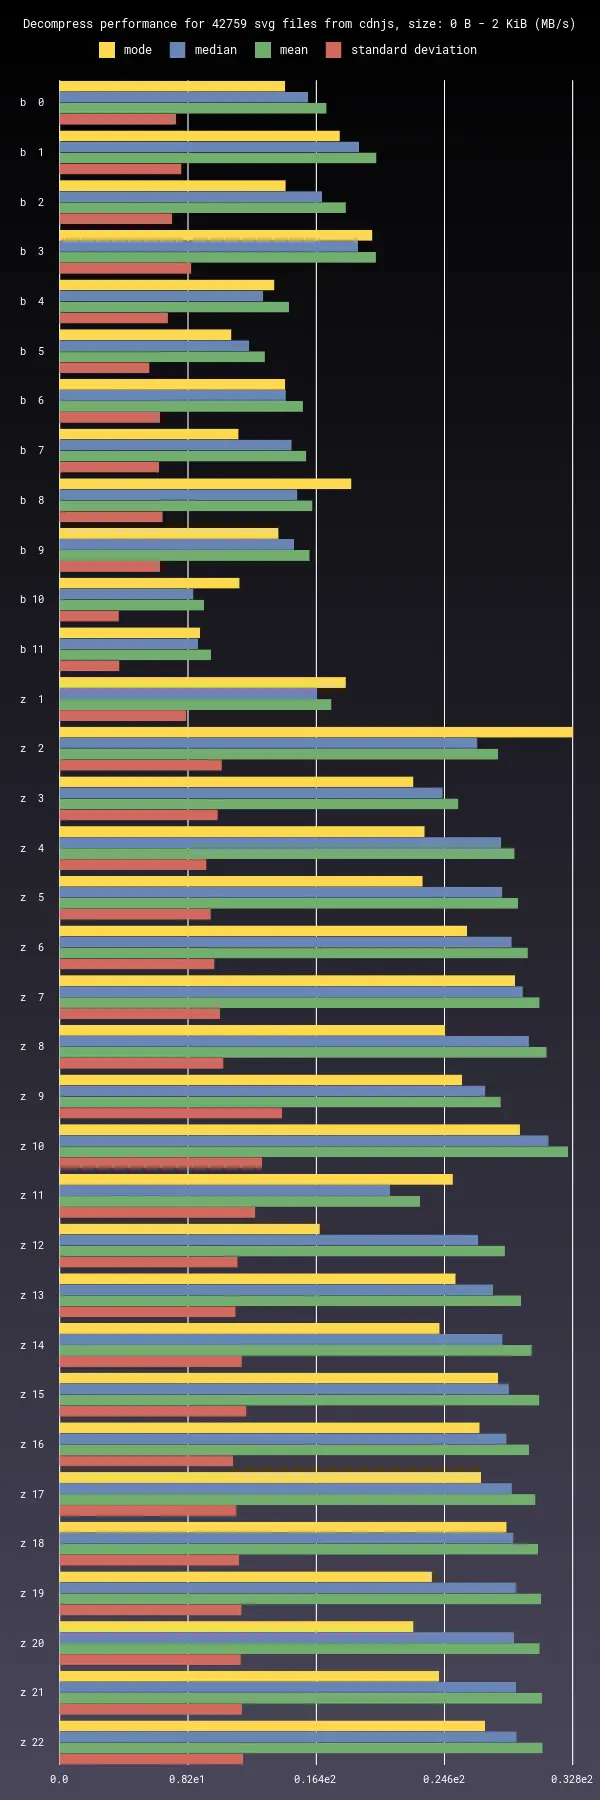 Decompress performance for 42759 svg files from cdnjs, size: 0 B - 2 KiB (MB/s)
mode median mean standard deviation
b 0
b 1
b 2
b 3
b 4
b 5
b 6
b 7
b 8
b 9
b 10
b 11
z 1
z 2
z 3
z 4
z 5
z 6
z 7
z 8
z 9
z 10
z 11
z 12
z 13
z 14
z 15
z 16
z 17
z 18
z 19
z 20
z 21
z 22
0.0 0.82e1 0.164e2 0.246e2 0.328e2